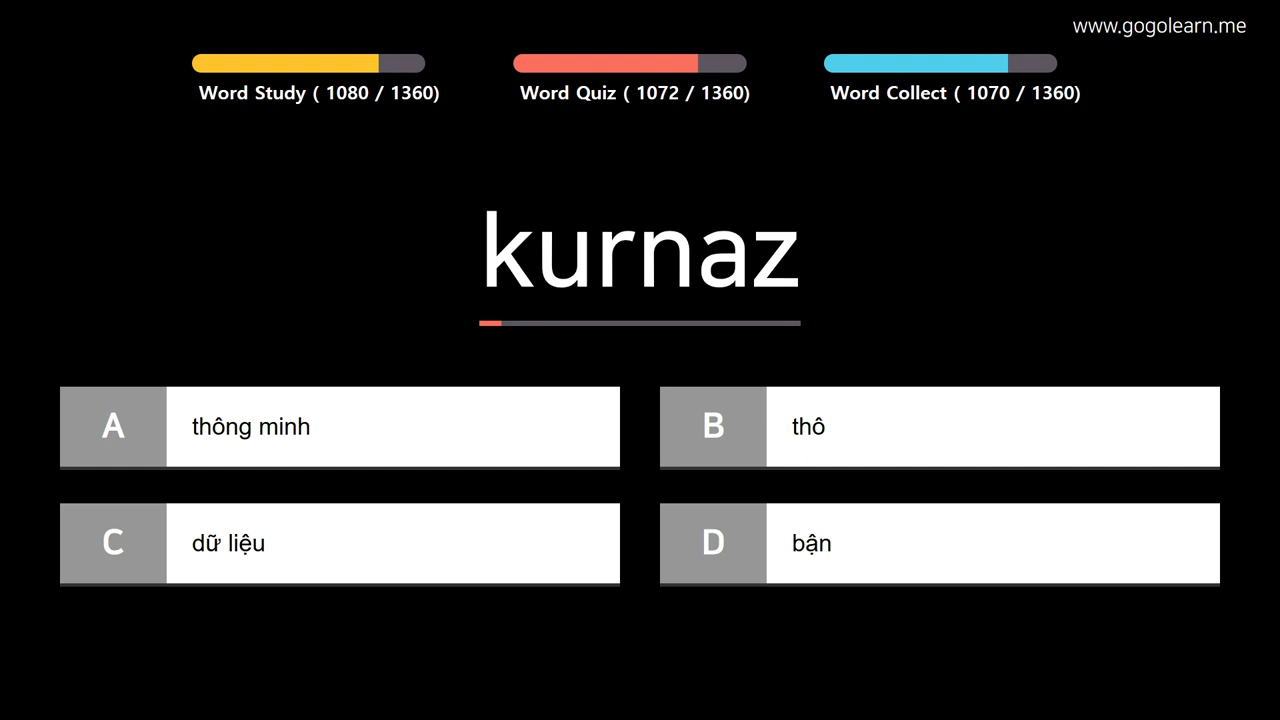 www.gogolearn.me
Word Study ( 1080 / 1360)
Word Quiz ( 1072 / 1360)
Word Collect ( 1070 / 1360)
kurnaz
A thông minh
B thô
C dữ liệu
D bận